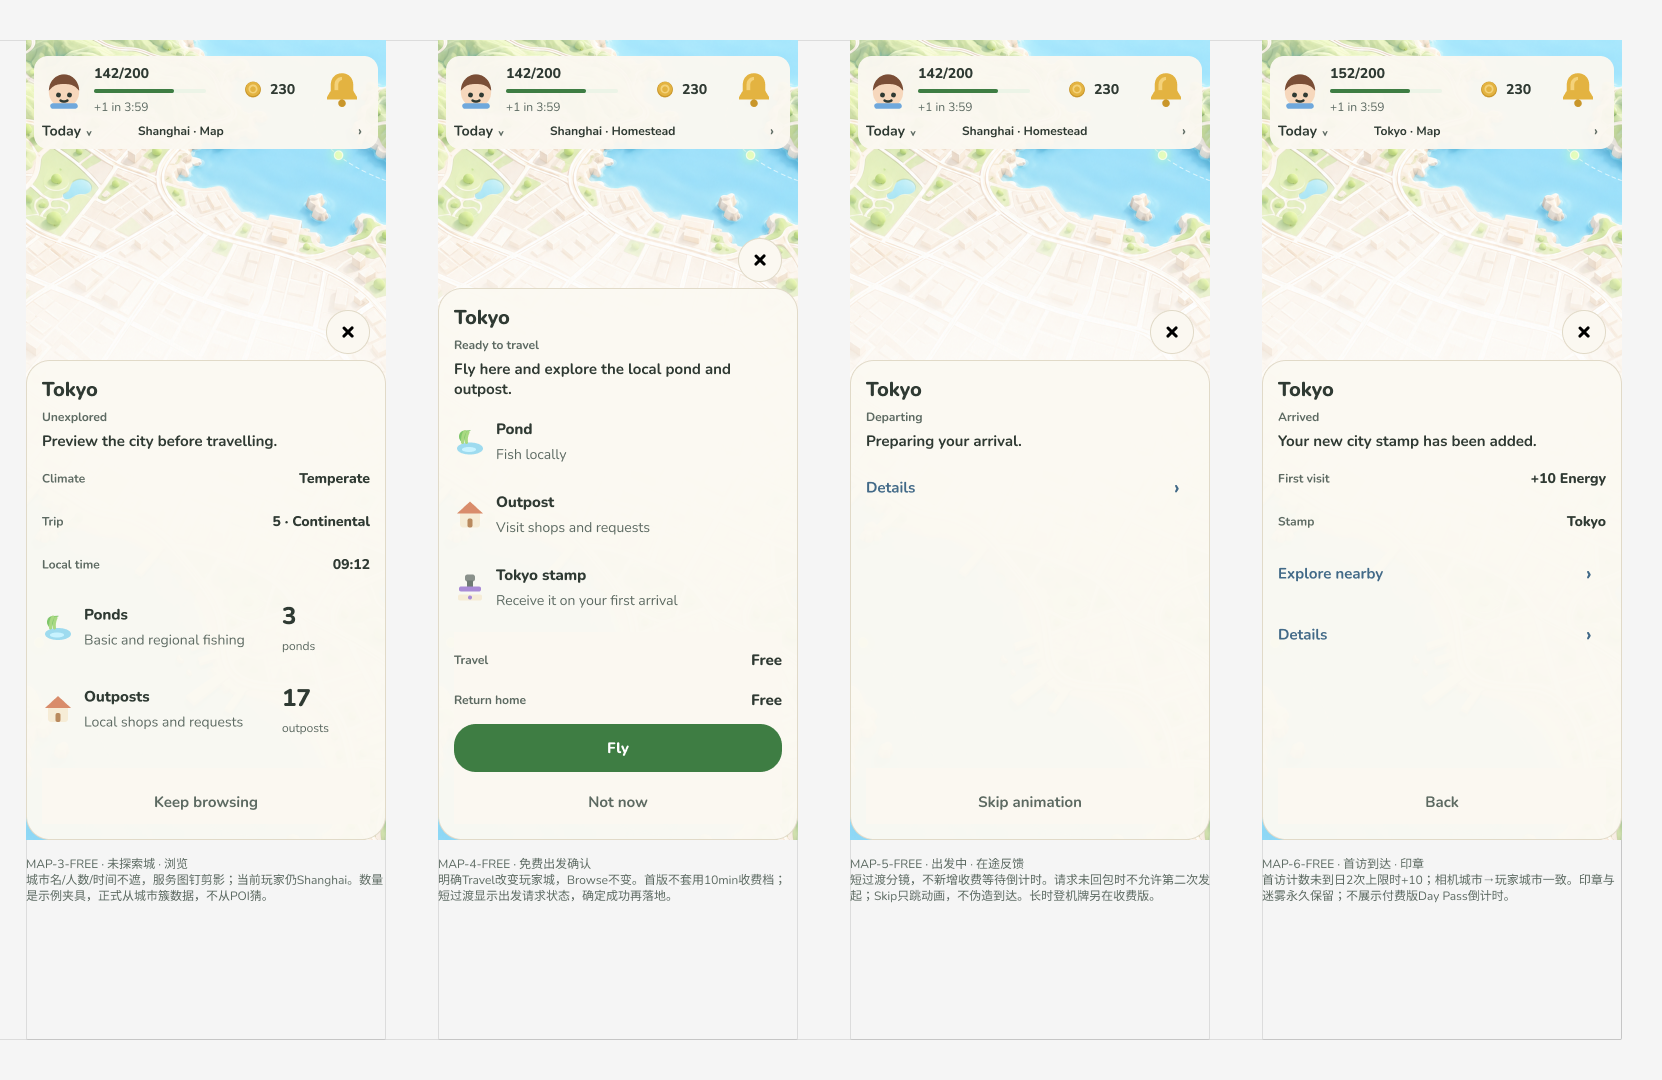 142/200
+1 in 3:59
230
Today ˅
Shanghai · Map
›
Tokyo
Unexplored
Preview the city before travelling.
Climate
Temperate
Trip
5 · Continental
Local time
09:12
Ponds
Basic and regional fishing
3
ponds
Outposts
Local shops and requests
17
outposts
Keep browsing
MAP-3-FREE · 未探索城 · 浏览
城市名/人数/时间不遮，服务图钉剪影；当前玩家仍Shanghai。数量
是示例夹具，正式从城市簇数据，不从POI猜。
142/200
+1 in 3:59
230
Today ˅
Shanghai · Homestead
›
Tokyo
Ready to travel
Fly here and explore the local pond and
outpost.
Pond
Fish locally
Outpost
Visit shops and requests
Tokyo stamp
Receive it on your first arrival
Travel
Free
Return home
Free
Fly
Not now
MAP-4-FREE · 免费出发确认
明确Travel改变玩家城，Browse不变。首版不套用10min收费档；
短过渡显示出发请求状态，确定成功再落地。
142/200
+1 in 3:59
230
Today ˅
Shanghai · Homestead
›
Tokyo
Departing
Preparing your arrival.
Details
›
Skip animation
MAP-5-FREE · 出发中 · 在途反馈
短过渡分镜，不新增收费等待倒计时。请求未回包时不允许第二次发
起；Skip只跳动画，不伪造到达。长时登机牌另在收费版。
152/200
+1 in 3:59
230
Today ˅
Tokyo · Map
›
Tokyo
Arrived
Your new city stamp has been added.
First visit
+10 Energy
Stamp
Tokyo
Explore nearby
›
Details
›
Back
MAP-6-FREE · 首访到达 · 印章
首访计数未到日2次上限时+10；相机城市→玩家城市一致。印章与
迷雾永久保留；不展示付费版Day Pass倒计时。